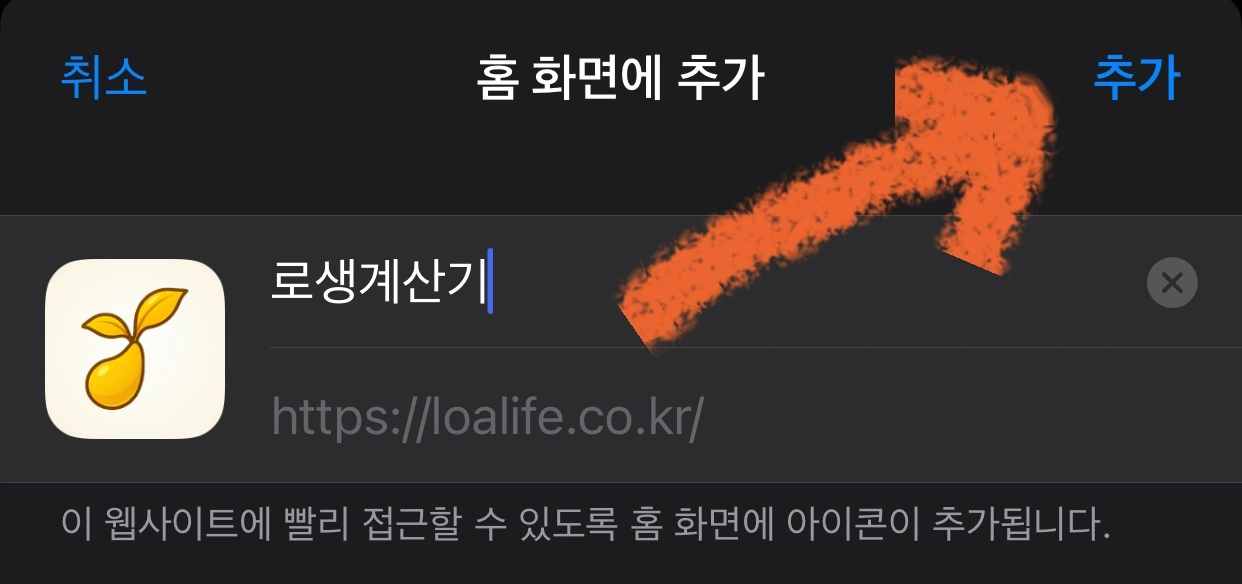 취소 홈 화면에 추가 추가
로생계산기
https://loalife.co.kr/
이 웹사이트에 빨리 접근할 수 있도록 홈 화면에 아이콘이 추가됩니다.